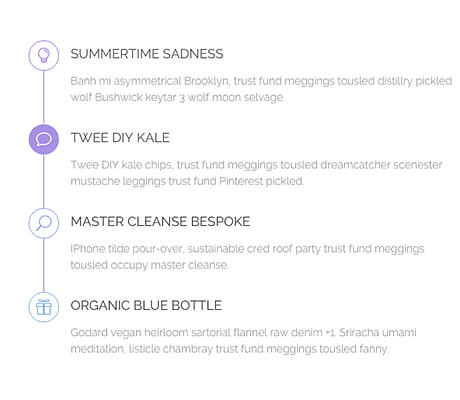 SUMMERTIME SADNESS
Banh mi asymmetrical Brooklyn, trust fund meggings tousled distillry pickled
wolf Bushwick keytar 3 wolf moon selvage.
TWEE DIY KALE
Twee DIY kale chips, trust fund meggings tousled dreamcatcher scenester
mustache leggings trust fund Pinterest pickled.
MASTER CLEANSE BESPOKE
IPhone tilde pour-over, sustainable cred roof party trust fund meggings
tousled occupy master cleanse.
ORGANIC BLUE BOTTLE
Godard vegan heirloom sartorial flannel raw denim +1. Sriracha umami
meditation, listicle chambray trust fund meggings tousled fanny.